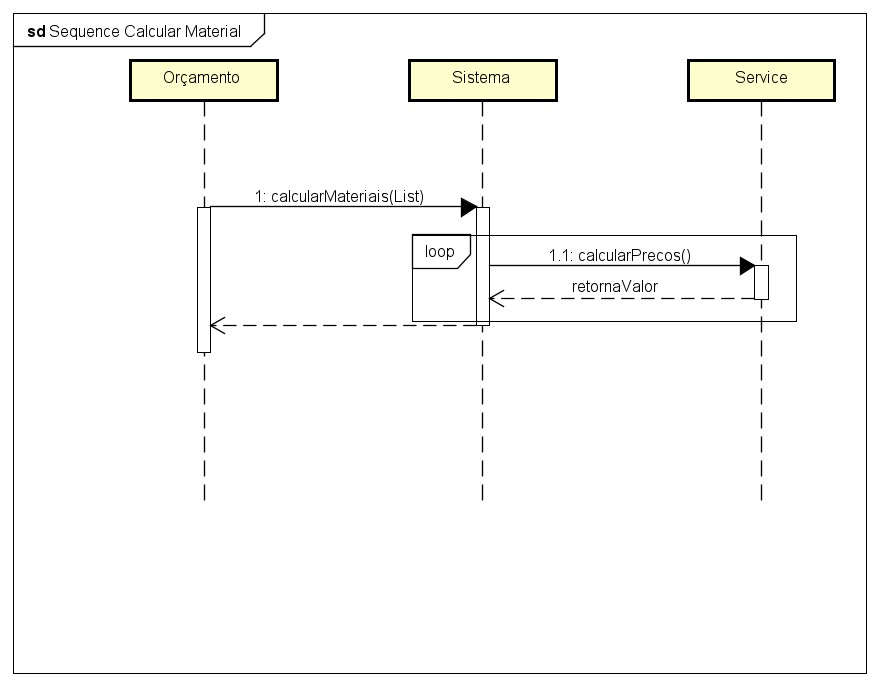 sd Sequence Calcular Material
Orçamento
Sistema
Service
1: calcularMateriais(List)
loop
1.1: calcularPrecos()
retornaValor